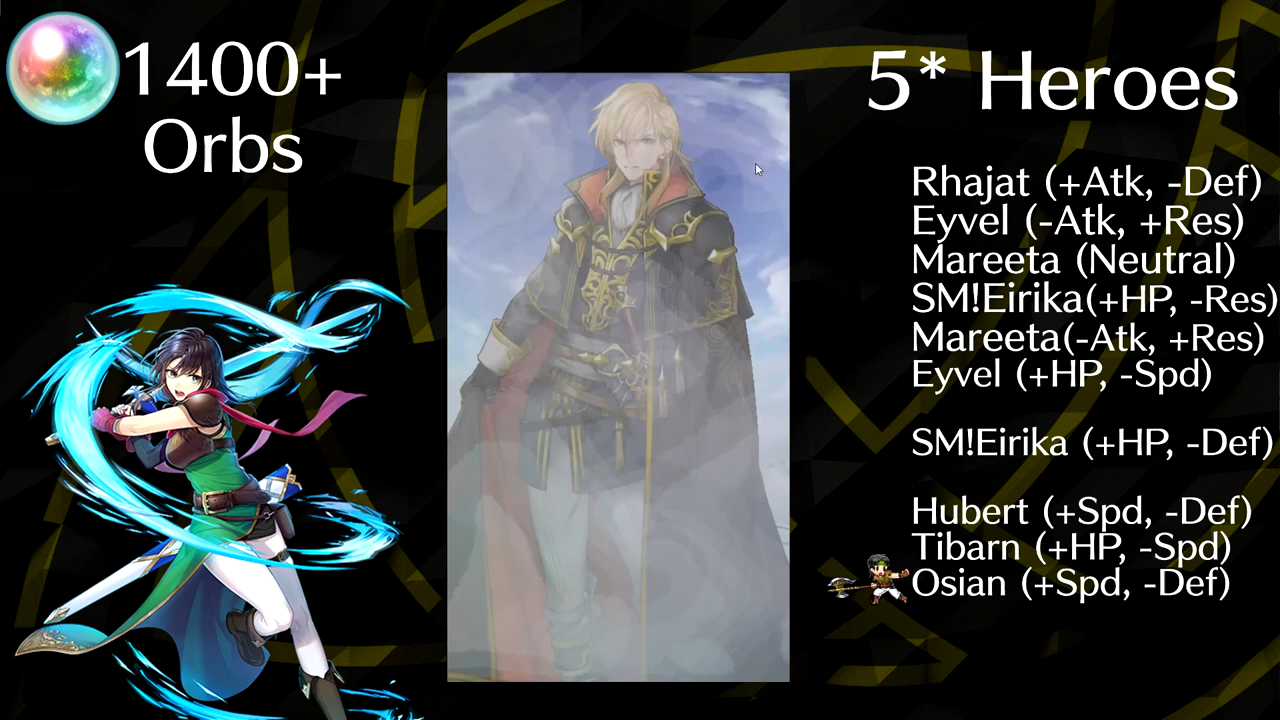 1400+
Orbs
5* Heroes
Rhajat (+Atk, -Def)
Eyvel (-Atk, +Res)
Mareeta (Neutral)
SM!Eirika(+HP, -Res)
Mareeta(-Atk, +Res)
Eyvel (+HP, -Spd)
SM!Eirika (+HP, -Def)
Hubert (+Spd, -Def)
Tibarn (+HP, -Spd)
Osian (+Spd, -Def)